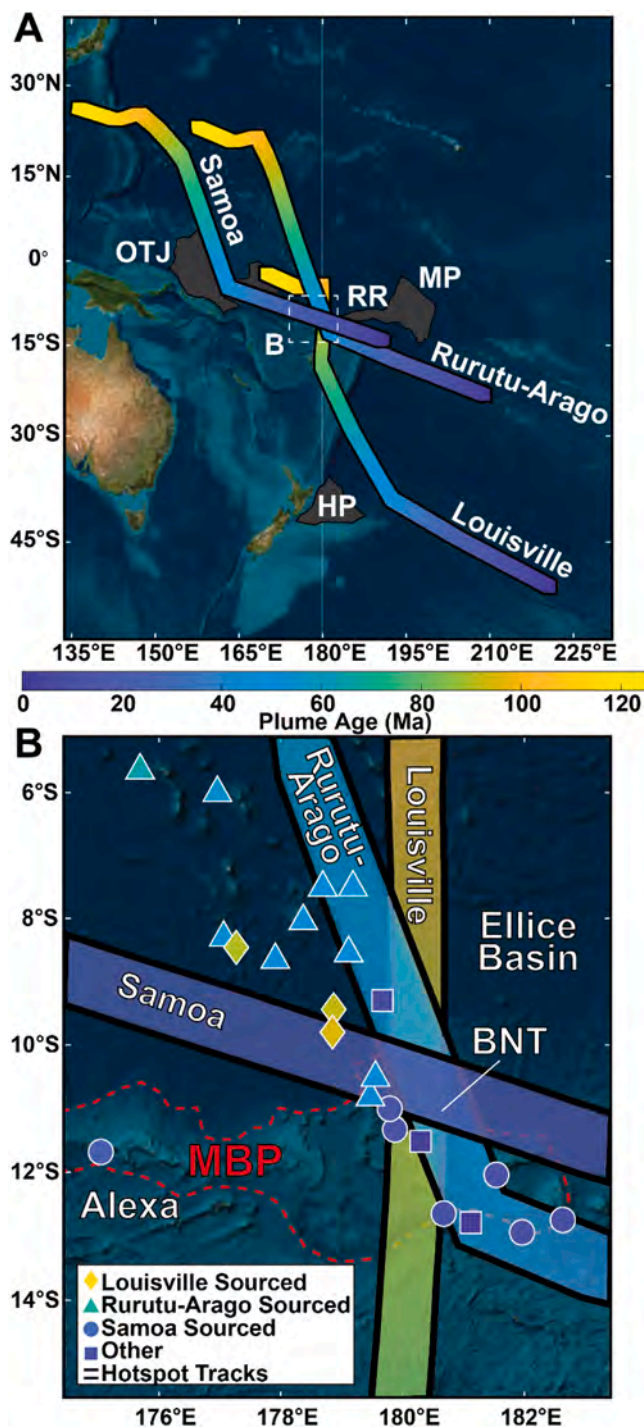 A
30°N
15°N
0°
15°S
30°S
45°S
Samoa
OTJ
RR
MP
B
Rurutu-Arago
HP
Louisville
135°E 150°E 165°E 180°E 195°E 210°E 225°E
0 20 40 60 80 100 120
Plume Age (Ma)
B
6°S
8°S
10°S
12°S
14°S
Rurutu-
Arago
Louisville
Ellice
Basin
Samoa
BNT
MBP
Alexa
Louisville Sourced
Rurutu-Arago Sourced
Samoa Sourced
Other
Hotspot Tracks
176°E 178°E 180°E 182°E